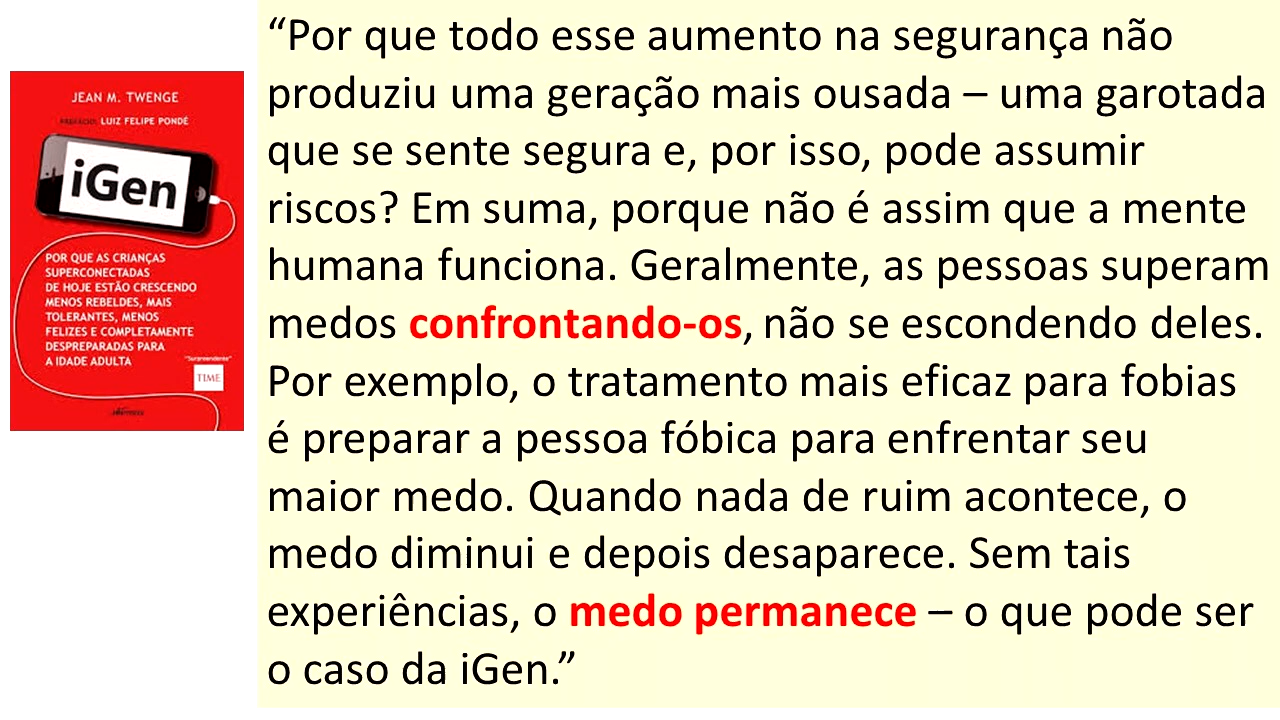 JEAN M. TWENGE
PREFÁCIO: LUIZ FELIPE PONDÉ
iGen
POR QUE AS CRIANÇAS
SUPERCONECTADAS
DE HOJE ESTÃO CRESCENDO
MENOS REBELDES, MAIS
TOLERANTES, MENOS
FELIZES E COMPLETAMENTE
DESPREPARADAS PARA
A IDADE ADULTA
"Surpreendente"
TIME
“Por que todo esse aumento na segurança não
produziu uma geração mais ousada – uma garotada
que se sente segura e, por isso, pode assumir
riscos? Em suma, porque não é assim que a mente
humana funciona. Geralmente, as pessoas superam
medos confrontando-os, não se escondendo deles.
Por exemplo, o tratamento mais eficaz para fobias
é preparar a pessoa fóbica para enfrentar seu
maior medo. Quando nada de ruim acontece, o
medo diminui e depois desaparece. Sem tais
experiências, o medo permanece – o que pode ser
o caso da iGen.”